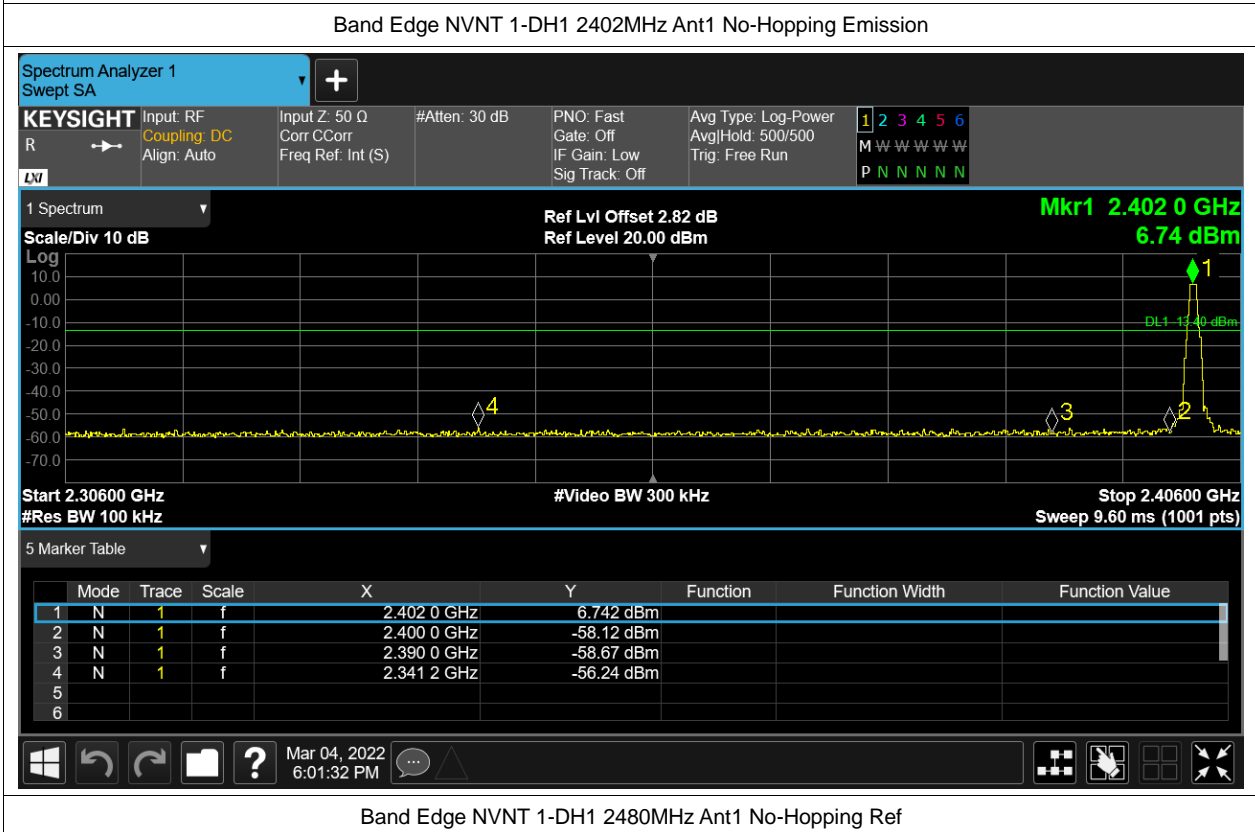 Band Edge NVNT 1-DH1 2402MHz Ant1 No-Hopping Emission
Spectrum Analyzer 1
Swept SA
KEYSIGHT
R
LXI
Input: RF
Coupling: DC
Align: Auto
Input Z: 50 Ω
Corr CCorr
Freq Ref: Int (S)
#Atten: 30 dB
PNO: Fast
Gate: Off
IF Gain: Low
Sig Track: Off
Avg Type: Log-Power
Avg|Hold: 500/500
Trig: Free Run
1 2 3 4 5 6
M W W W W W
P N N N N N
1 Spectrum
Scale/Div 10 dB
Ref Lvl Offset 2.82 dB
Ref Level 20.00 dBm
Mkr1 2.402 0 GHz
6.74 dBm
Log
10.0
0.00
-10.0
-20.0
-30.0
-40.0
-50.0
-60.0
-70.0
1
DL1 -13.40 dBm
4
3
2
Start 2.30600 GHz
#Video BW 300 kHz
Stop 2.40600 GHz
#Res BW 100 kHz
Sweep 9.60 ms (1001 pts)
5 Marker Table
Mode Trace Scale X Y Function Function Width Function Value
1 N 1 f 2.402 0 GHz 6.742 dBm
2 N 1 f 2.400 0 GHz -58.12 dBm
3 N 1 f 2.390 0 GHz -58.67 dBm
4 N 1 f 2.341 2 GHz -56.24 dBm
5
6
?
Mar 04, 2022
6:01:32 PM
Band Edge NVNT 1-DH1 2480MHz Ant1 No-Hopping Ref